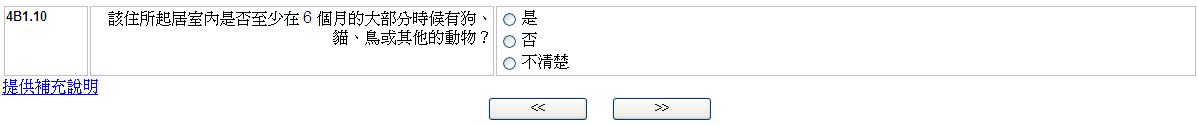 4B1.10
該住所起居室內是否至少在 6 個月的大部分時候有狗、
貓、鳥或其他的動物？
是
否
不清楚
提供補充說明
<<
>>